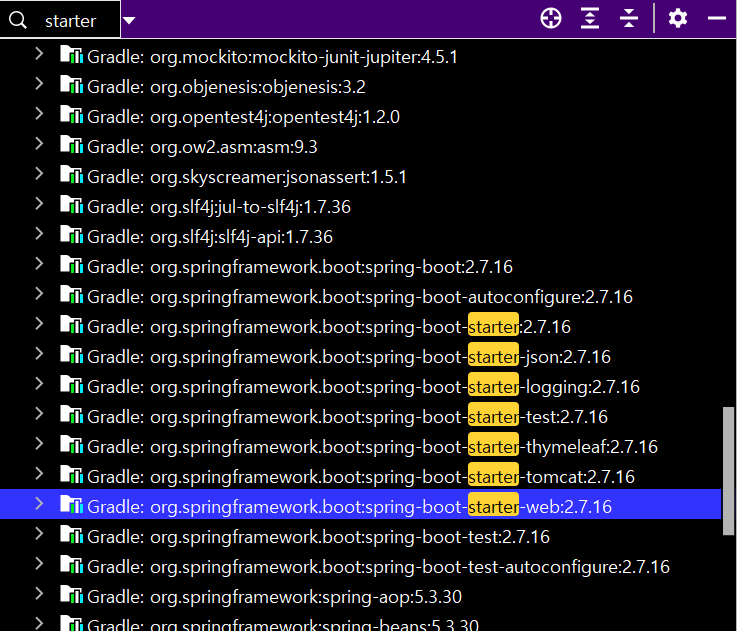 starter
Gradle: org.mockito:mockito-junit-jupiter:4.5.1
Gradle: org.objenesis:objenesis:3.2
Gradle: org.opentest4j:opentest4j:1.2.0
Gradle: org.ow2.asm:asm:9.3
Gradle: org.skyscreamer:jsonassert:1.5.1
Gradle: org.slf4j:jul-to-slf4j:1.7.36
Gradle: org.slf4j:slf4j-api:1.7.36
Gradle: org.springframework.boot:spring-boot:2.7.16
Gradle: org.springframework.boot:spring-boot-autoconfigure:2.7.16
Gradle: org.springframework.boot:spring-boot-starter:2.7.16
Gradle: org.springframework.boot:spring-boot-starter-json:2.7.16
Gradle: org.springframework.boot:spring-boot-starter-logging:2.7.16
Gradle: org.springframework.boot:spring-boot-starter-test:2.7.16
Gradle: org.springframework.boot:spring-boot-starter-thymeleaf:2.7.16
Gradle: org.springframework.boot:spring-boot-starter-tomcat:2.7.16
Gradle: org.springframework.boot:spring-boot-starter-web:2.7.16
Gradle: org.springframework.boot:spring-boot-test:2.7.16
Gradle: org.springframework.boot:spring-boot-test-autoconfigure:2.7.16
Gradle: org.springframework:spring-aop:5.3.30
Gradle: org.springframework:spring-beans:5.3.30